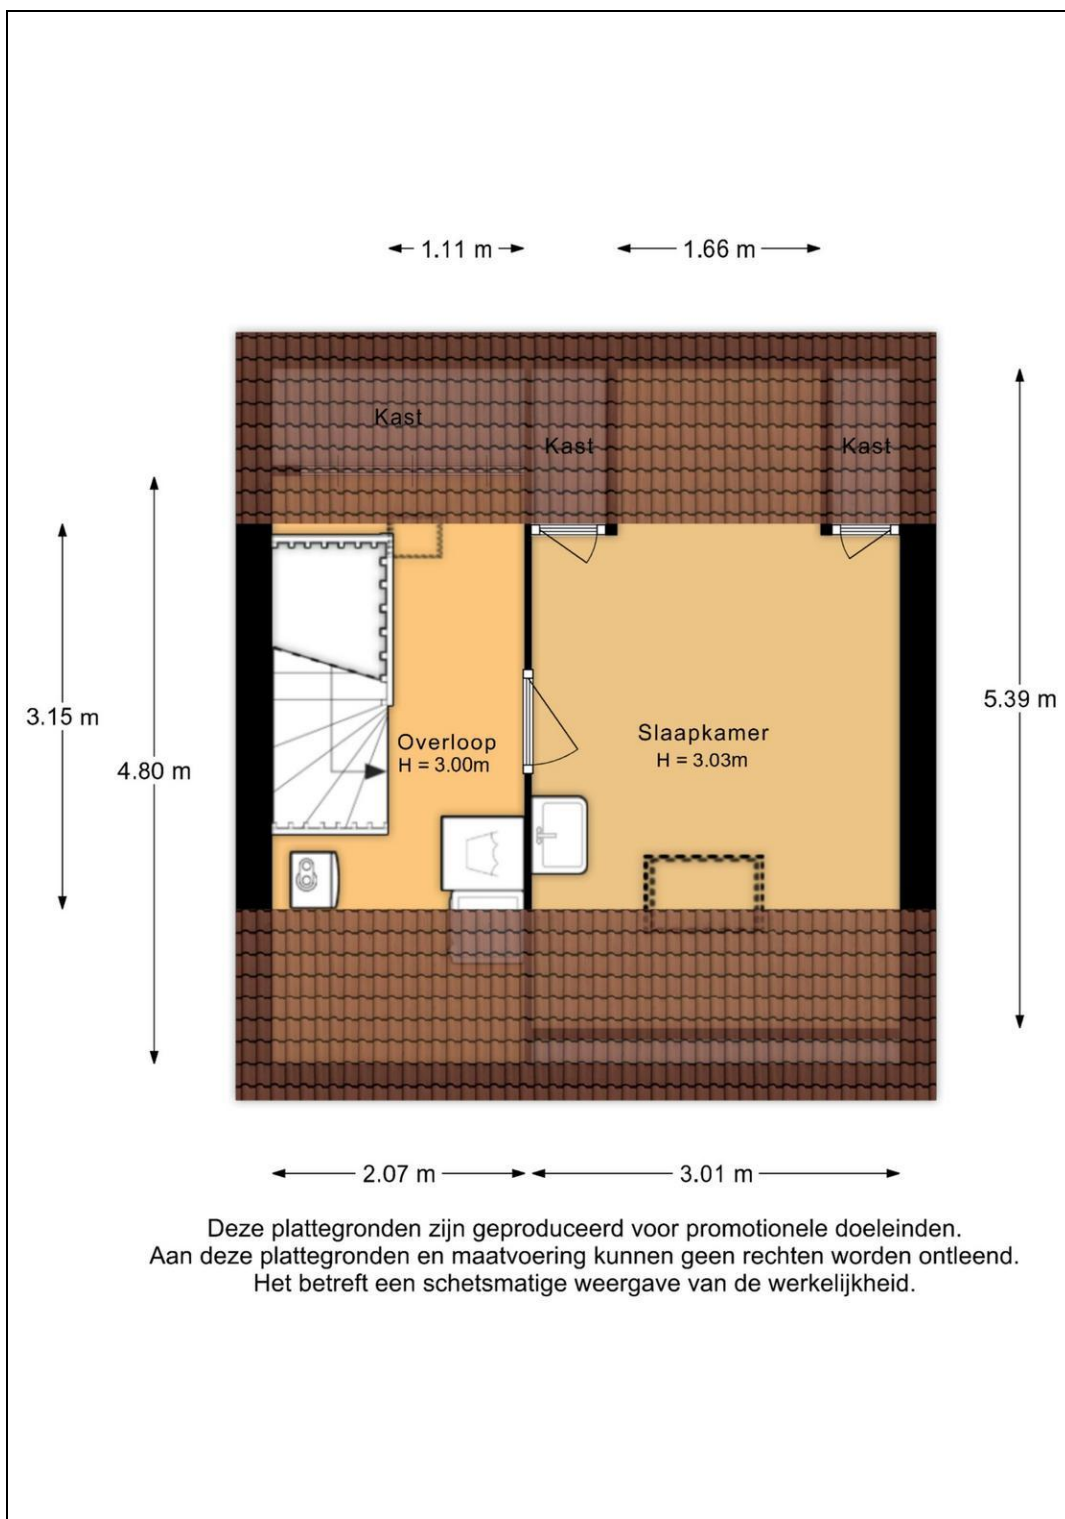 1.11 m
1.66 m
Kast
Kast
Kast
3.15 m
4.80 m
5.39 m
Overloop
H = 3.00m
Slaapkamer
H = 3.03m
2.07 m
3.01 m
Deze plattegronden zijn geproduceerd voor promotionele doeleinden.
Aan deze plattegronden en maatvoering kunnen geen rechten worden ontleend.
Het betreft een schetsmatige weergave van de werkelijkheid.